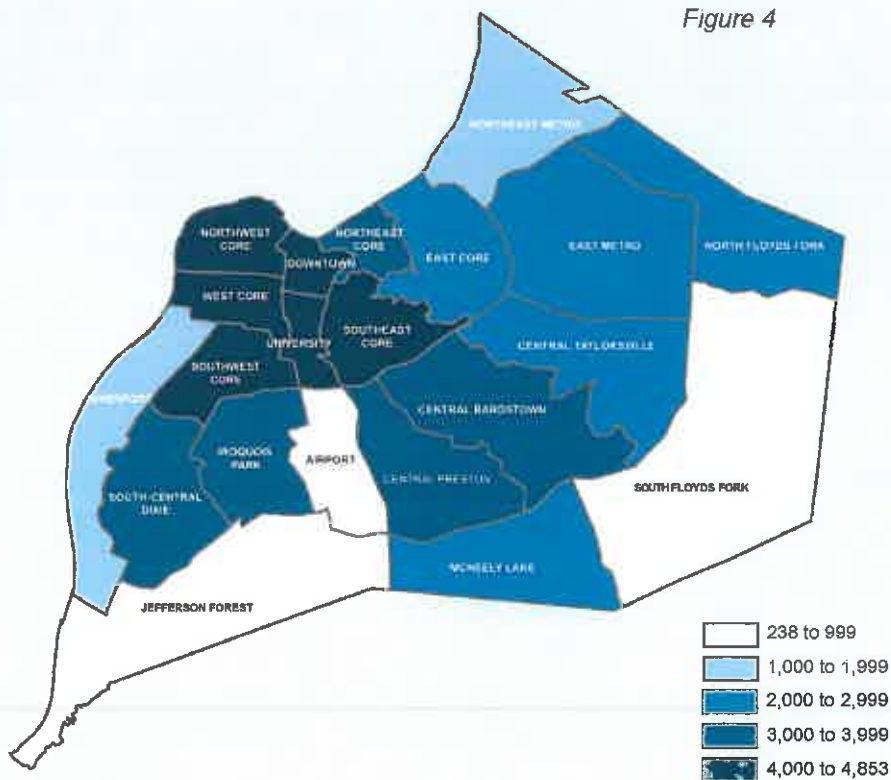 Figure 4
NORTHEAST METRO
NORTHWEST
CORE
NORTHEAST
CORE
DOWNTOWN
EAST CORE
EAST METRO
NORTH FLOYDS FORK
WEST CORE
UNIVERSITY
SOUTHEAST
CORE
CENTRAL TAYLORSVILLE
SOUTHWEST
CORE
CENTRAL BARDSTOWN
IROQUOIS
PARK
AIRPORT
CENTRAL PRESTON
SOUTH FLOYDS FORK
SOUTH CENTRAL
DIXIE
MCNEELY LAKE
JEFFERSON FOREST
238 to 999
1,000 to 1,999
2,000 to 2,999
3,000 to 3,999
4,000 to 4,853